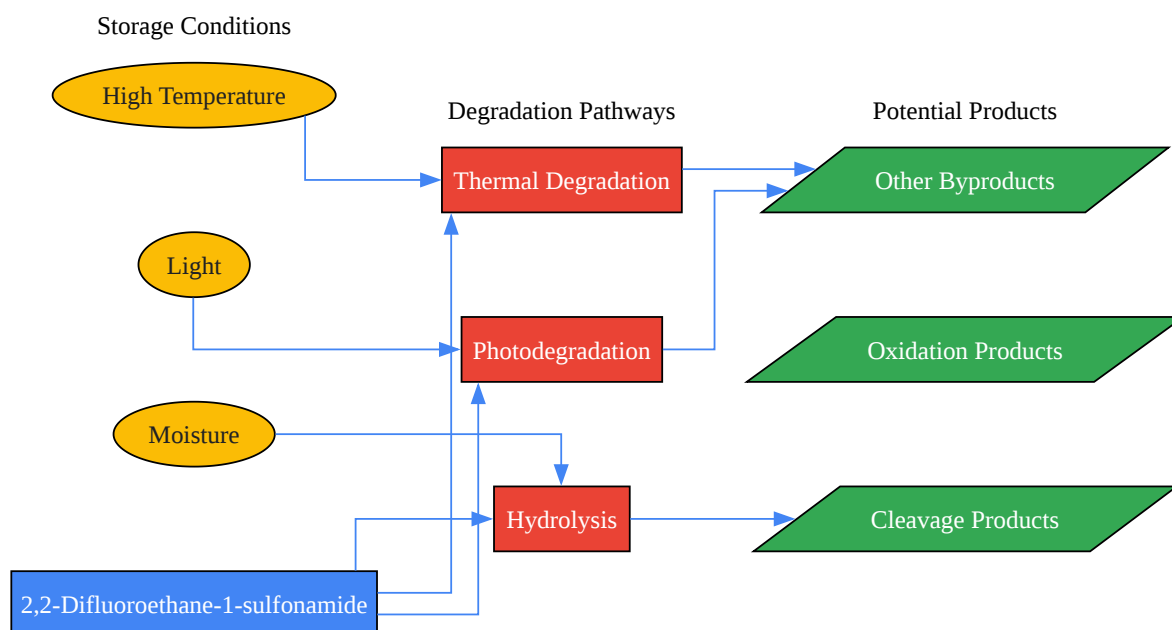 Storage Conditions
High Temperature
Degradation Pathways
Potential Products
Thermal Degradation
Other Byproducts
Light
Photodegradation
Oxidation Products
Moisture
Hydrolysis
Cleavage Products
2,2-Difluoroethane-1-sulfonamide